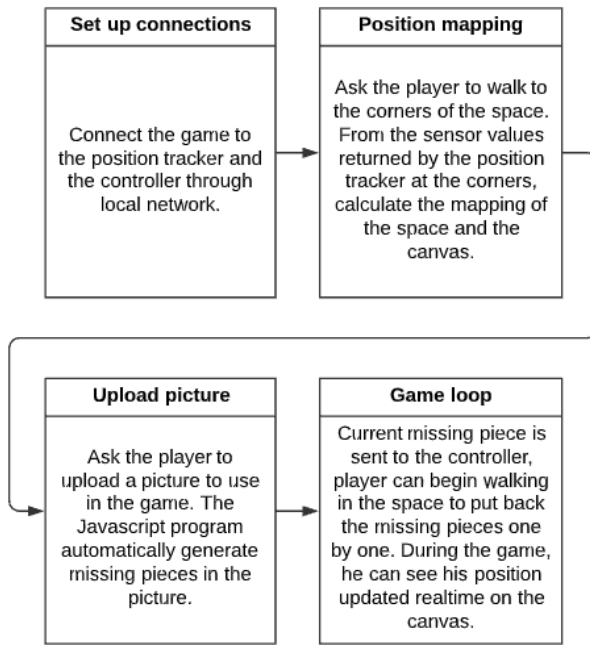 Set up connections
Connect the game to
the position tracker and
the controller through
local network.
Position mapping
Ask the player to walk to
the corners of the space.
From the sensor values
returned by the position
tracker at the corners,
calculate the mapping of
the space and the
canvas.
Upload picture
Ask the player to
upload a picture to use
in the game. The
Javascript program
automatically generate
missing pieces in the
picture.
Game loop
Current missing piece is
sent to the controller,
player can begin walking
in the space to put back
the missing pieces one
by one. During the game,
he can see his position
updated realtime on the
canvas.